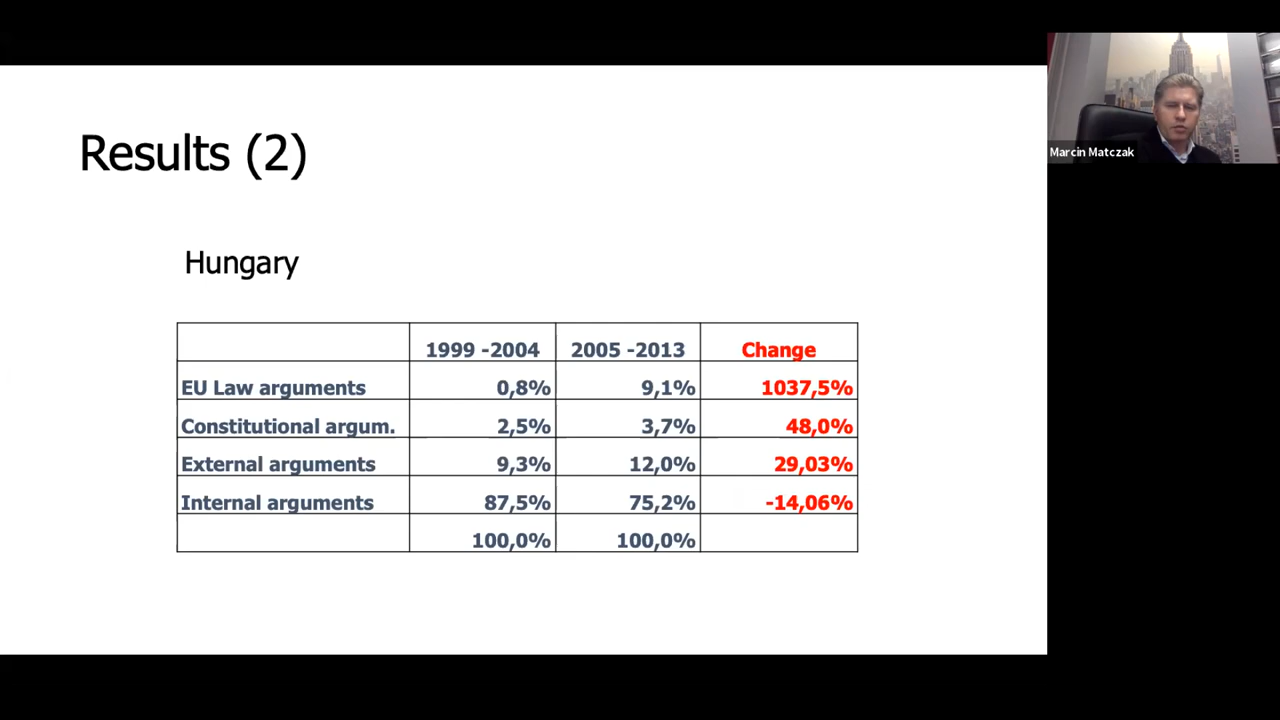 Results (2)
Hungary
1999 -2004 2005 -2013 Change
EU Law arguments 0,8% 9,1% 1037,5%
Constitutional argum. 2,5% 3,7% 48,0%
External arguments 9,3% 12,0% 29,03%
Internal arguments 87,5% 75,2% -14,06%
100,0% 100,0%
Marcin Matczak